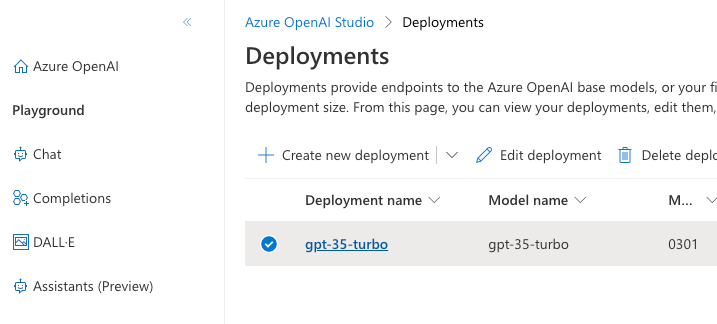 Azure OpenAI Studio > Deployments
Azure OpenAI
Playground
Chat
Completions
DALL·E
Assistants (Preview)
Deployments
Deployments provide endpoints to the Azure OpenAI base models, or your fi
deployment size. From this page, you can view your deployments, edit them,
Create new deployment Edit deployment Delete deplo
Deployment name Model name M...
gpt-35-turbo gpt-35-turbo 0301